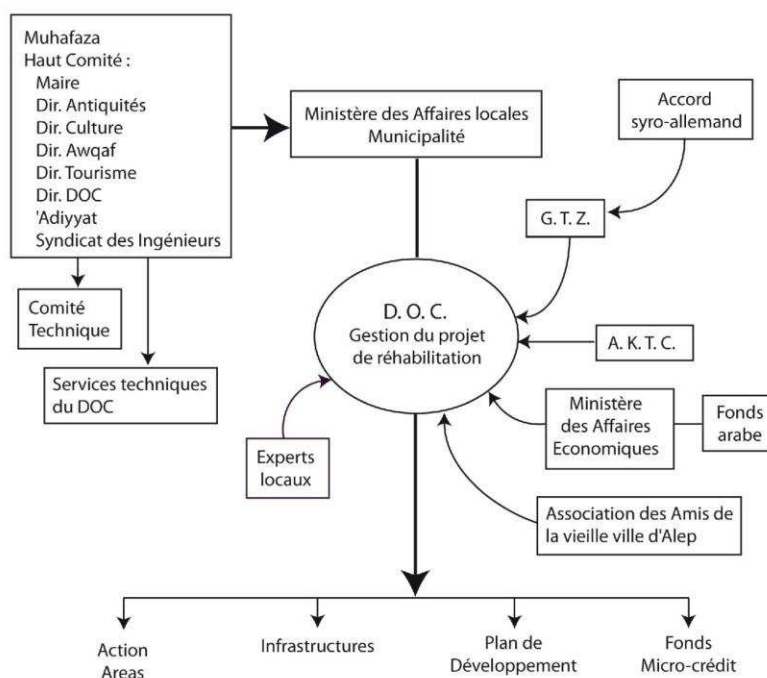 Muhafaza
Haut Comité :
Maire
Dir. Antiquités
Dir. Culture
Dir. Awqaf
Dir. Tourisme
Dir. DOC
'Adiyyat
Syndicat des Ingénieurs
Ministère des Affaires locales
Municipalité
Accord
syro-allemand
G. T. Z.
Comité
Technique
Services techniques
du DOC
D. O. C.
Gestion du projet
de réhabilitation
A. K. T. C.
Ministère
des Affaires
Economiques
Fonds
arabe
Experts
locaux
Association des Amis de
la vieille ville d'Alep
Action
Areas
Infrastructures
Plan de
Développement
Fonds
Micro-crédit